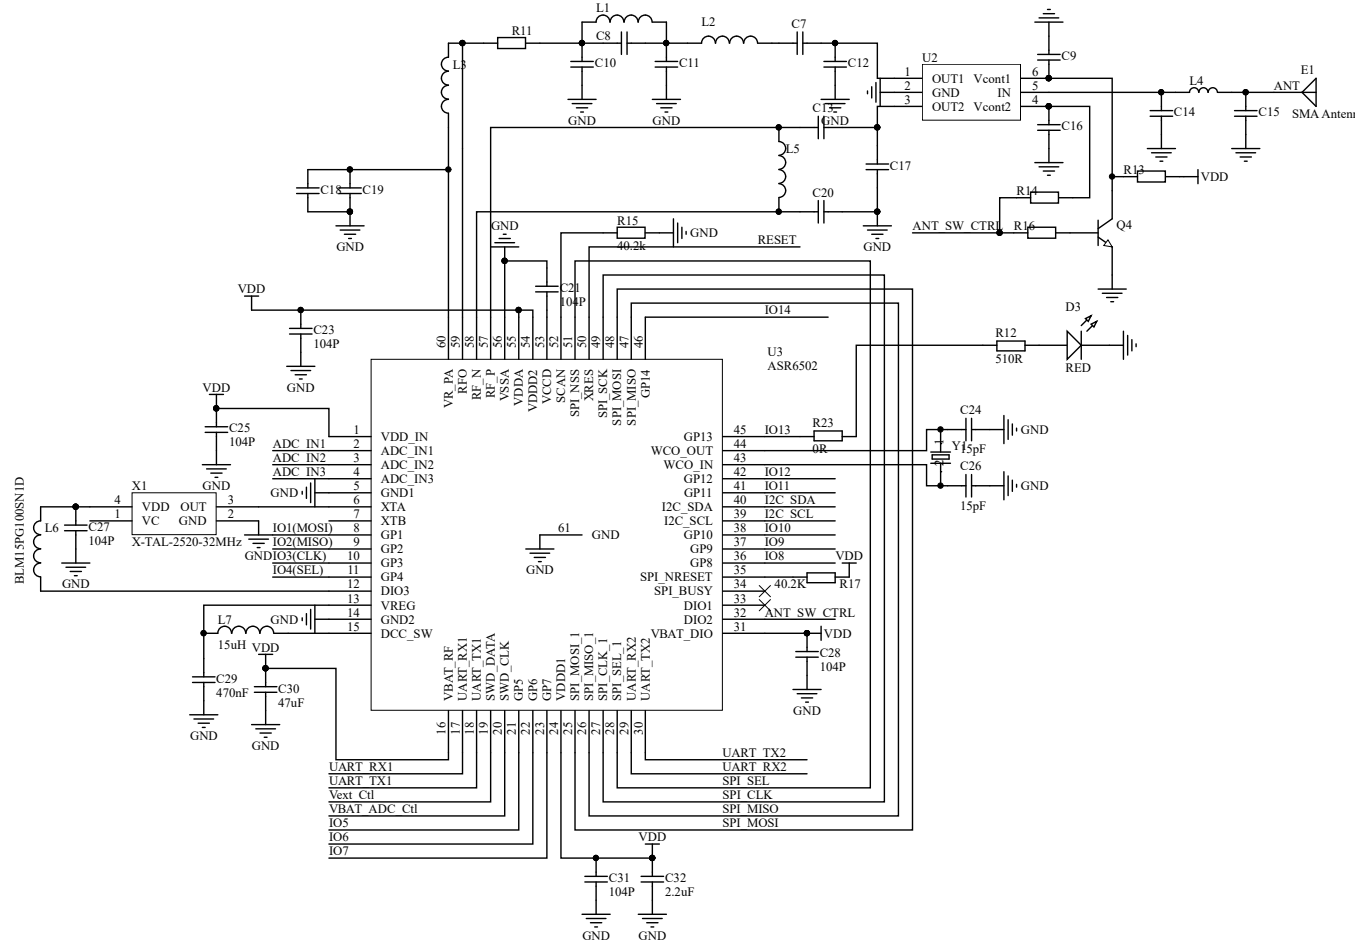 L1
R11
C8
L2
C7
L3
C10
C11
C12
C9
GND
GND
U2
1
OUT1
Vcont1
6
2
GND
IN
5
3
OUT2
Vcont2
4
GND
L4
ANT
E1
C14
C15
C16
L5
C17
C18
C19
C20
GND
GND
R13
VDD
R14
ANT_SW_CTRL
R16
Q4
GND
R15
40.2k
GND
RESET
C21
104P
VDD
C23
104P
GND
IO14
D3
R12
510R
RED
U3
ASR6502
60
59
58
57
56
55
54
53
52
51
50
49
48
47
46
VR_PA
RFO
RF_N
RF_P
VSSA
VDDA
VDDD2
VCCD
SCAN
SPI_NSS
XRES
SPI_SCK
SPI_MOSI
SPI_MISO
GP14
VDD
C25
104P
GND
1
VDD_IN
ADC_IN1
2
ADC_IN1
ADC_IN2
3
ADC_IN2
ADC_IN3
4
ADC_IN3
GND
5
GND1
6
XTA
7
XTB
IO1(MOSI)
8
GP1
IO2(MISO)
9
GP2
GND
IO3(CLK)
10
GP3
IO4(SEL)
11
GP4
12
DIO3
13
VREG
GND
14
GND2
15
DCC_SW
X1
4
VDD
OUT
3
1
VC
GND
2
X-TAL-2520-32MHz
BLM15PG100SN1D
L6
C27
104P
GND
L7
15uH
VDD
C29
470nF
GND
C30
47uF
GND
61
GND
GND
GP13
45
IO13
R23
0R
WCO_OUT
44
WCO_IN
43
GP12
42
IO12
GP11
41
IO11
I2C_SDA
40
I2C_SDA
I2C_SCL
39
I2C_SCL
GP10
38
IO10
GP9
37
IO9
GP8
36
IO8
VDD
SPI_NRESET
35
40.2K
R17
SPI_BUSY
34
DIO1
33
DIO2
32
ANT_SW_CTRL
VBAT_DIO
31
VDD
C28
104P
GND
C24
15pF
GND
C26
15pF
GND
VBAT_RF
UART_RX1
UART_TX1
SWD_DATA
SWD_CLK
GP5
GP6
GP7
VDDD1
SPI_MOSI_1
SPI_MISO_1
SPI_CLK_1
SPI_SEL_1
UART_RX2
UART_TX2
16
17
18
19
20
21
22
23
24
25
26
27
28
29
30
UART_RX1
UART_TX1
Vext_Ctl
VBAT_ADC_Ctl
IO5
IO6
IO7
UART_TX2
UART_RX2
SPI_SEL
SPI_CLK
SPI_MISO
SPI_MOSI
VDD
C31
104P
GND
C32
2.2uF
GND